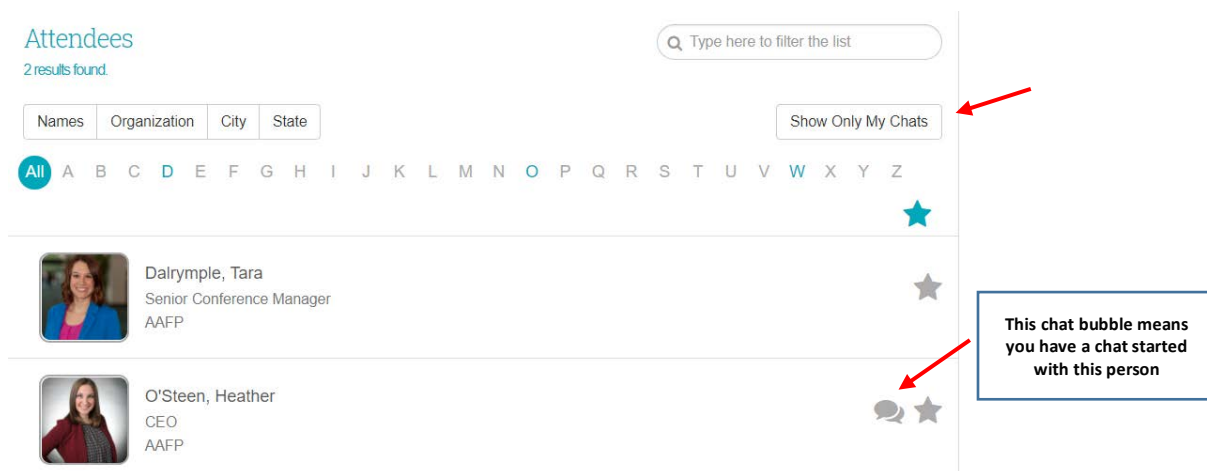 Attendees
Type here to filter the list
2 results found.
Names Organization City State
Show Only My Chats
All A B C D E F G H I J K L M N O P Q R S T U V W X Y Z
Dalrymple, Tara
Senior Conference Manager
AAFP
This chat bubble means
you have a chat started
with this person
O'Steen, Heather
CEO
AAFP